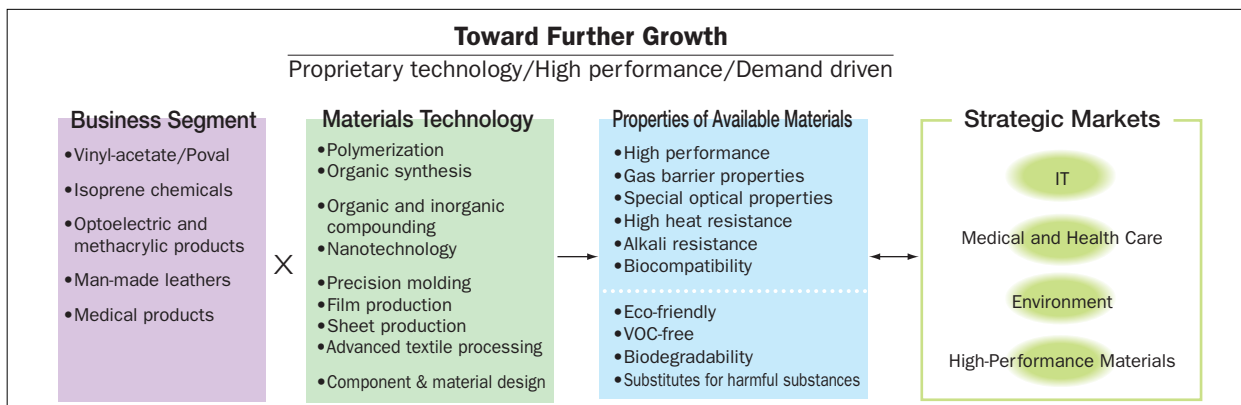 Toward Further Growth
Proprietary technology/High performance/Demand driven
Business Segment
•Vinyl-acetate/Poval
•Isoprene chemicals
•Optoelectric and
methacrylic products
•Man-made leathers
•Medical products
X
Materials Technology
•Polymerization
•Organic synthesis
•Organic and inorganic
compounding
•Nanotechnology
•Precision molding
•Film production
•Sheet production
•Advanced textile processing
•Component & material design
Properties of Available Materials
•High performance
•Gas barrier properties
•Special optical properties
•High heat resistance
•Alkali resistance
•Biocompatibility
•Eco-friendly
•VOC-free
•Biodegradability
•Substitutes for harmful substances
Strategic Markets
IT
Medical and Health Care
Environment
High-Performance Materials